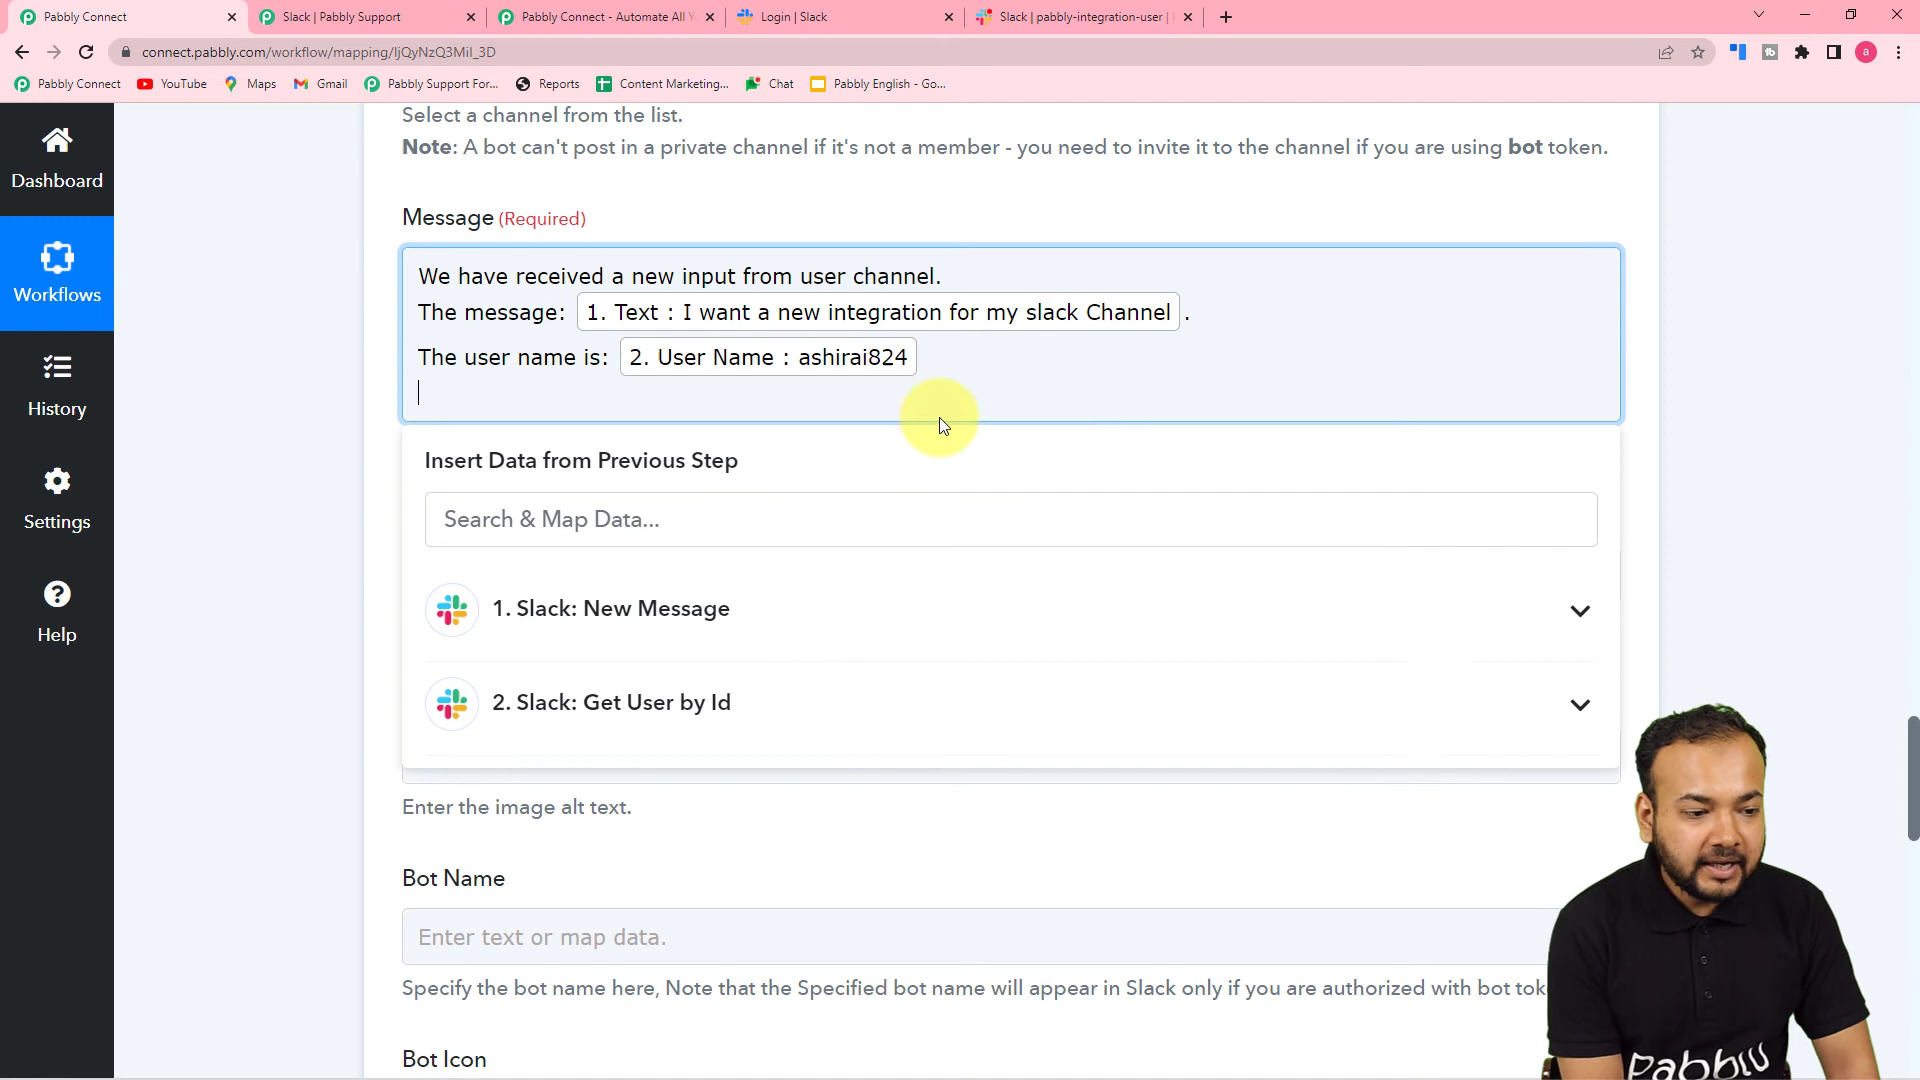 Pabbly Connect
Slack | Pabbly Support
Pabbly Connect - Automate All Y
Login | Slack
Slack | pabbly-integration-user |
connect.pabbly.com/workflow/mapping/IjQyNzQ3MiI_3D
a
Pabbly Connect
YouTube
Maps
Gmail
Pabbly Support For...
Reports
Content Marketing...
Chat
Pabbly English - Go...
Dashboard
Workflows
History
Settings
Help
Select a channel from the list.
Note: A bot can't post in a private channel if it's not a member - you need to invite it to the channel if you are using bot token.
Message (Required)
We have received a new input from user channel.
The message: 1. Text : I want a new integration for my slack Channel .
The user name is: 2. User Name : ashirai824
Insert Data from Previous Step
Search & Map Data...
1. Slack: New Message
2. Slack: Get User by Id
Enter the image alt text.
Bot Name
Enter text or map data.
Specify the bot name here, Note that the Specified bot name will appear in Slack only if you are authorized with bot tok
Bot Icon
Pabbly